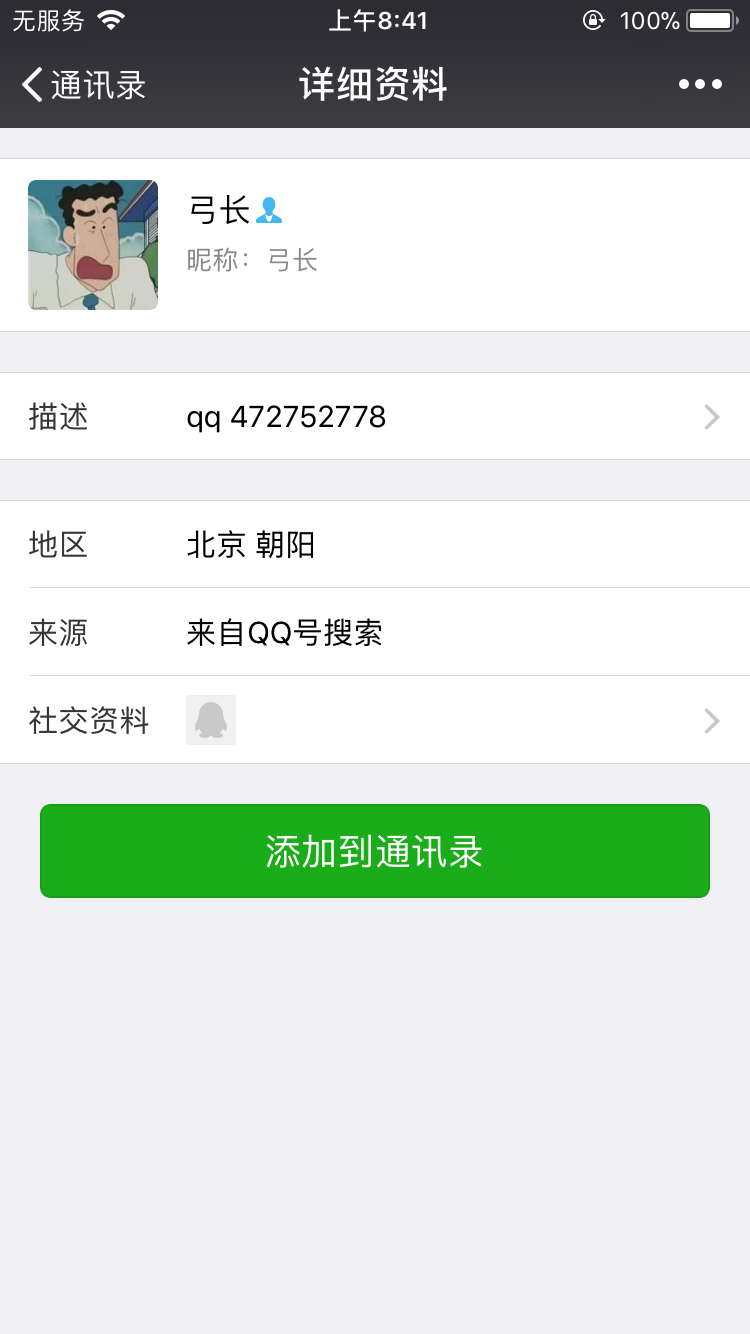 无服务 上午8:41 100%
通讯录 详细资料
弓长
昵称： 弓长
描述 qq 472752778
地区 北京 朝阳
来源 来自QQ号搜索
社交资料
添加到通讯录